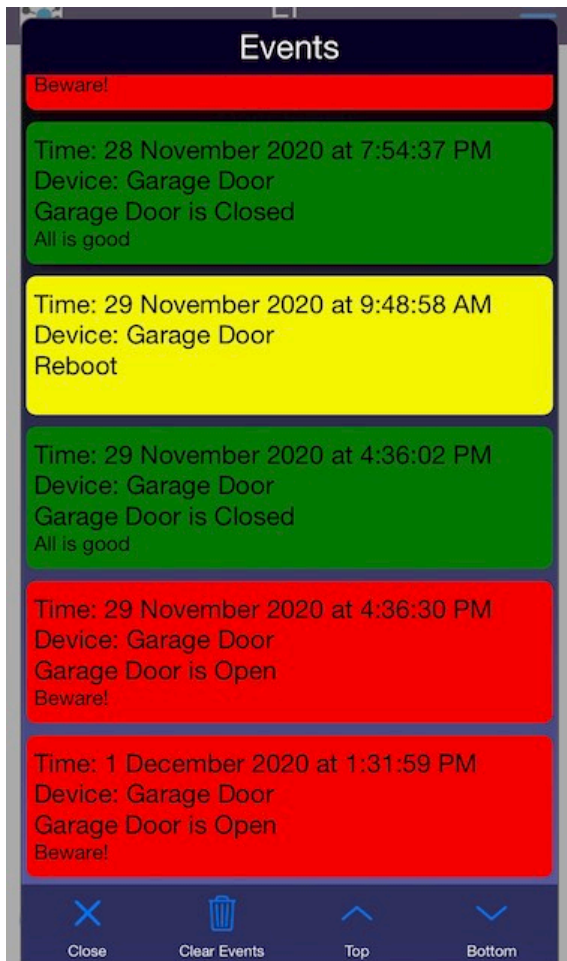 Events
Beware!
Time: 28 November 2020 at 7:54:37 PM
Device: Garage Door
Garage Door is Closed
All is good
Time: 29 November 2020 at 9:48:58 AM
Device: Garage Door
Reboot
Time: 29 November 2020 at 4:36:02 PM
Device: Garage Door
Garage Door is Closed
All is good
Time: 29 November 2020 at 4:36:30 PM
Device: Garage Door
Garage Door is Open
Beware!
Time: 1 December 2020 at 1:31:59 PM
Device: Garage Door
Garage Door is Open
Beware!
Close Clear Events Top Bottom